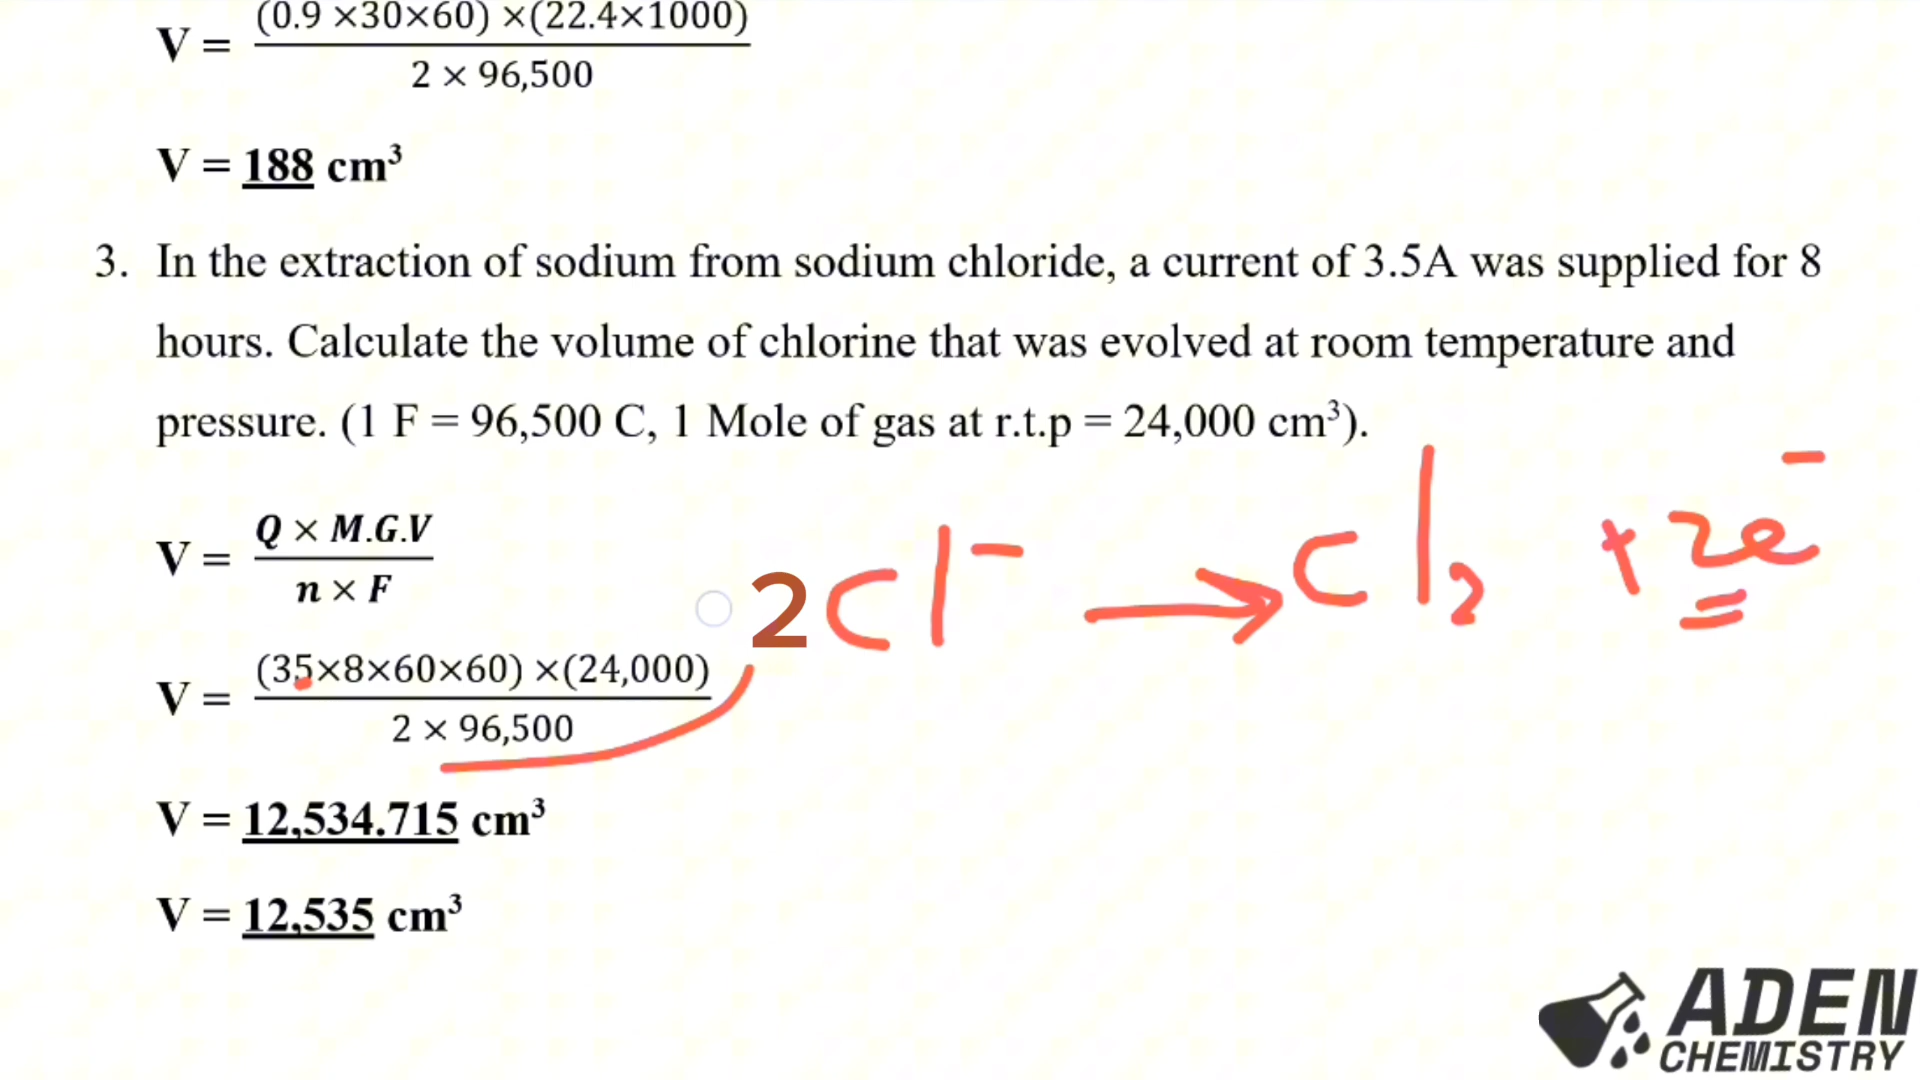 V = (0.9 ×30×60) ×(22.4×1000)
2 × 96,500
V = 188 cm³
3. In the extraction of sodium from sodium chloride, a current of 3.5A was supplied for 8
hours. Calculate the volume of chlorine that was evolved at room temperature and
pressure. (1 F = 96,500 C, 1 Mole of gas at r.t.p = 24,000 cm³).
V = Q × M.G.V
n × F
2Cl⁻ → Cl₂ + 2e⁻
V = (3.5×8×60×60) ×(24,000)
2 × 96,500
V = 12,534.715 cm³
V = 12,535 cm³
ADEN
CHEMISTRY